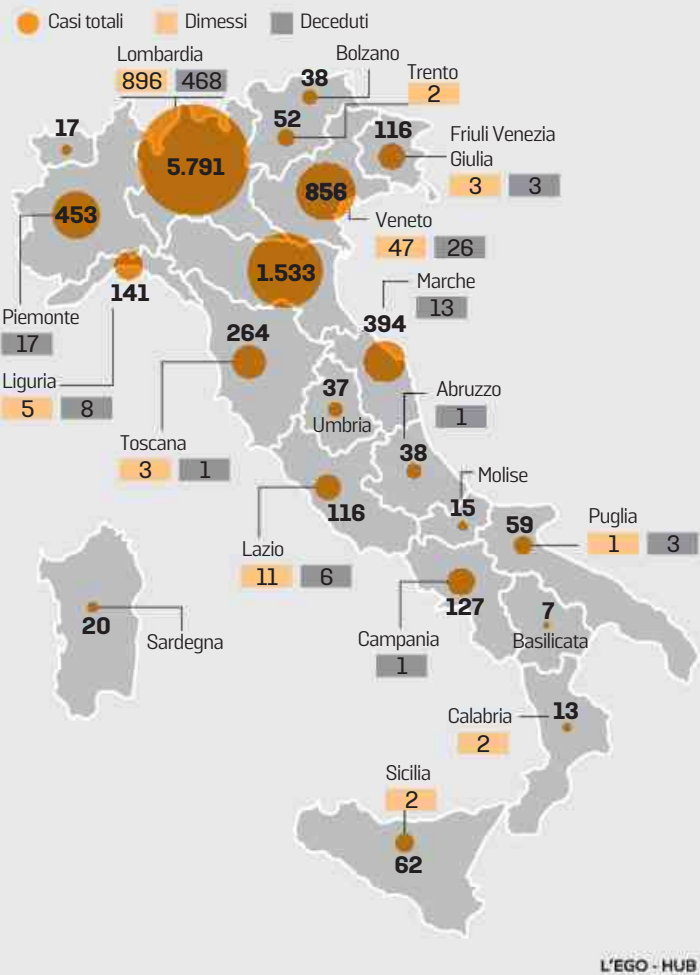 Casi totali Dimessi Deceduti
Lombardia
896 468
5.791
Bolzano
38
Trento
2
52
17
116
Friuli Venezia
Giulia
3 3
856
Veneto
47 26
453
Piemonte
17
1.533
141
Liguria
5 8
Marche
13
394
264
Toscana
3 1
37
Umbria
Abruzzo
1
38
Molise
15
116
Lazio
11 6
59
Puglia
1 3
20
Sardegna
127
Campania
1
7
Basilicata
Calabria
2
13
Sicilia
2
62
L'EGO - HUB